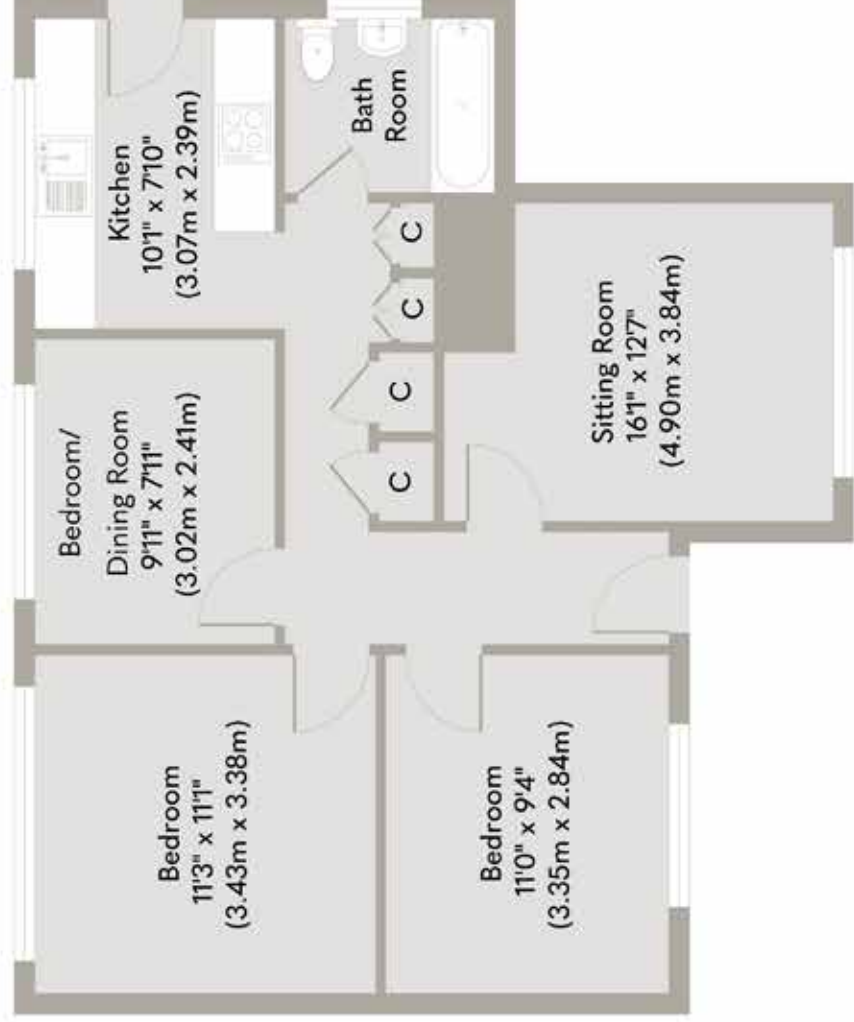 Kitchen
10'1" x 7'10"
(3.07m x 2.39m)
Bath
Room
Bedroom/
Dining Room
9'11" x 7'11"
(3.02m x 2.41m)
C
C
C
C
Sitting Room
16'1" x 12'7"
(4.90m x 3.84m)
Bedroom
11'3" x 11'1"
(3.43m x 3.38m)
Bedroom
11'0" x 9'4"
(3.35m x 2.84m)